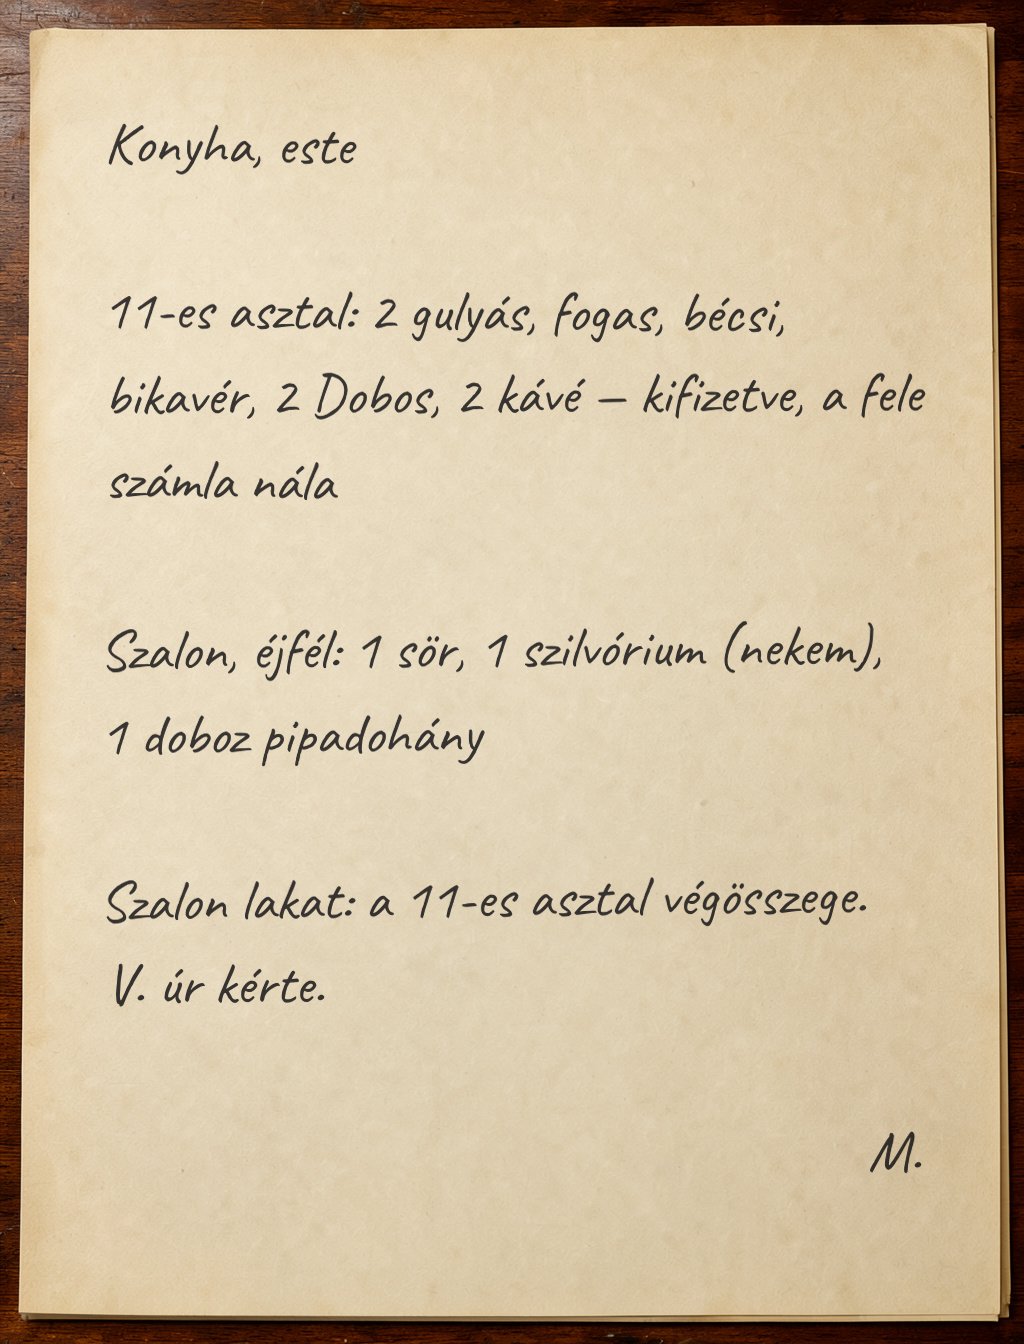 Konyha, este
11-es asztal: 2 gulyás, fogas, bécsi,
bikavér, 2 Dobos, 2 kávé – kifizetve, a fele
számla nála
Szalon, éjfél: 1 sör, 1 szilvórium (nekem),
1 doboz pipadohány
Szalon lakat: a 11-es asztal végösszege.
V. úr kérte.
M.